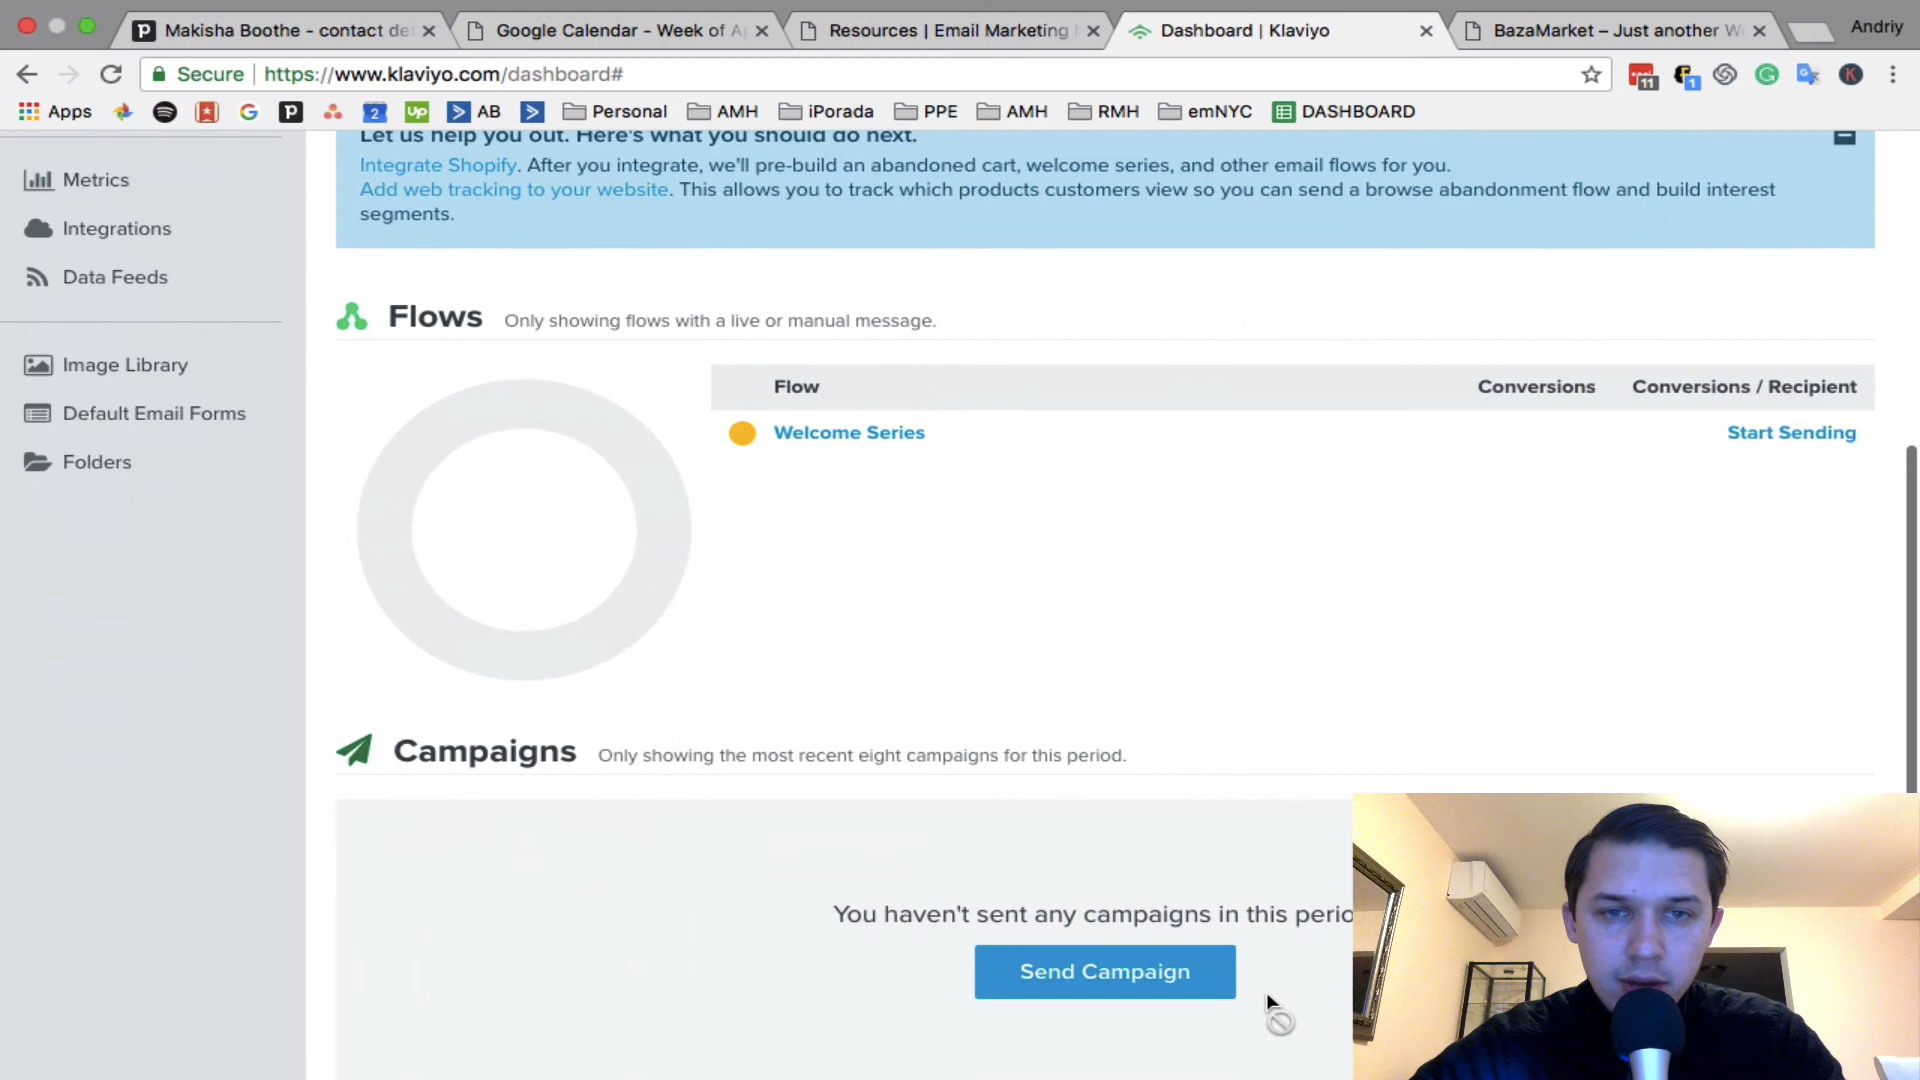 Makisha Boothe - contact det
Google Calendar - Week of A
Resources | Email Marketing
Dashboard | Klaviyo
BazaMarket – Just another W
Andriy
Secure
https://www.klaviyo.com/dashboard#
11
1
K
Apps
2
Up
AB
Personal
AMH
iPorada
PPE
AMH
RMH
emNYC
DASHBOARD
Let us help you out. Here's what you should do next.
Integrate Shopify. After you integrate, we'll pre-build an abandoned cart, welcome series, and other email flows for you.
Add web tracking to your website. This allows you to track which products customers view so you can send a browse abandonment flow and build interest
segments.
Metrics
Integrations
Data Feeds
Image Library
Default Email Forms
Folders
Flows Only showing flows with a live or manual message.
Flow Conversions Conversions / Recipient
Welcome Series Start Sending
Campaigns Only showing the most recent eight campaigns for this period.
You haven't sent any campaigns in this perio
Send Campaign